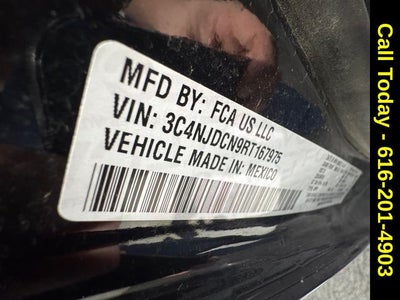 MFD BY: FCA US LLC
VIN: 3C4NJDCN9RT167975
VEHICLE MADE IN: MEXICO
Call Today - 616-201-4903